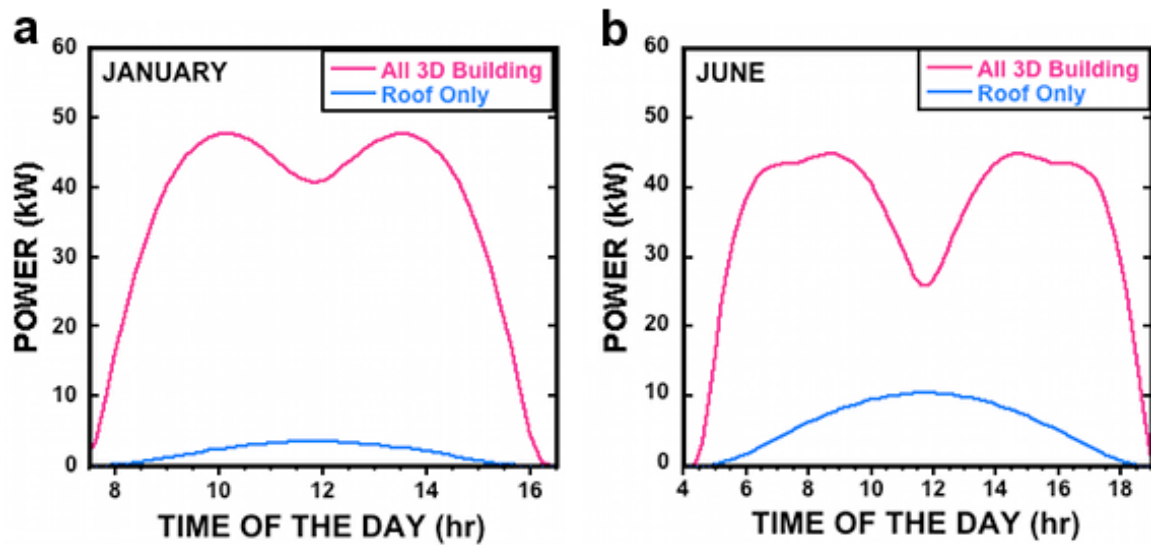 a
60
50
40
30
20
10
0
POWER (kW)
JANUARY
All 3D Building
Roof Only
8 10 12 14 16
TIME OF THE DAY (hr)
b
60
50
40
30
20
10
0
POWER (kW)
JUNE
All 3D Building
Roof Only
4 6 8 10 12 14 16 18
TIME OF THE DAY (hr)